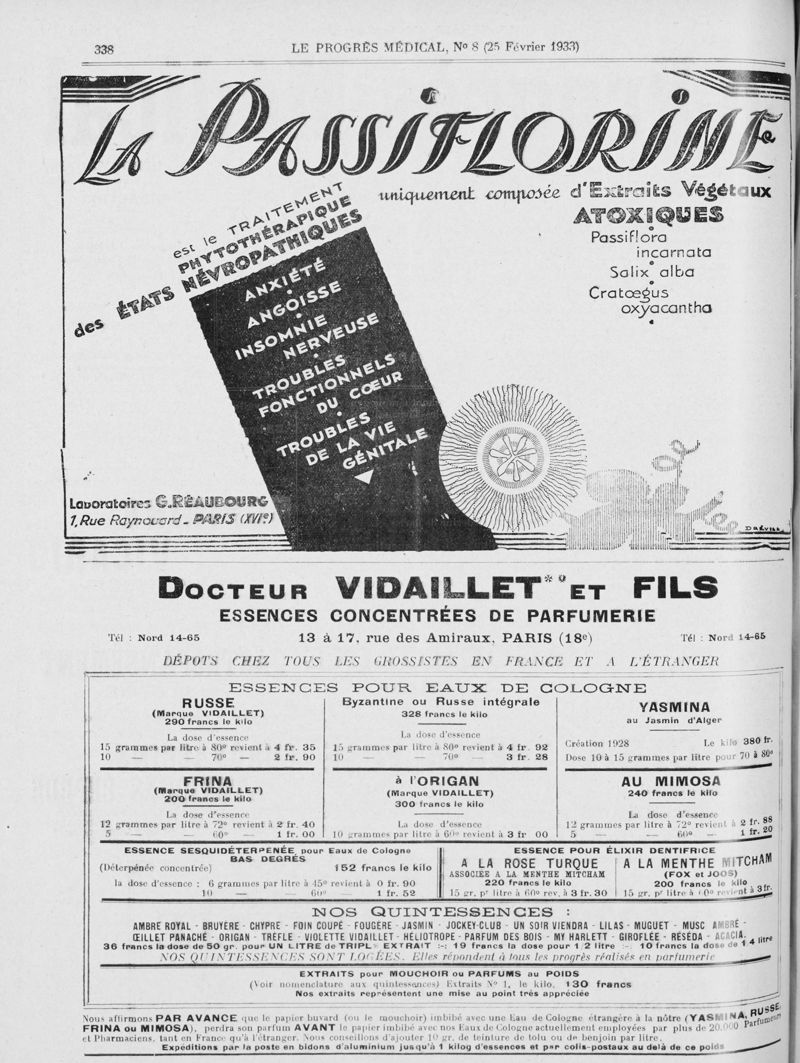 338
LE PROGRÈS MÉDICAL, No 8 (25 Février 1933)
LA PASSIFLORINE
uniquement composée d'Extraits Végétaux
ATOXIQUES
Passiflora
incarnata
Salix alba
Cratœgus
oxyacantha
est le TRAITEMENT
PHYTOTHÉRAPIQUE
des ÉTATS NÉVROPATHIQUES
ANXIÉTÉ
ANGOISSE
INSOMNIE
NERVEUSE
TROUBLES
FONCTIONNELS
DU CŒUR
TROUBLES
DE LA VIE
GÉNITALE
Laboratoires G. RÉAUBOURG
1, Rue Raynouard - PARIS (XVIe)
DOCTEUR VIDAILLET ET FILS
ESSENCES CONCENTRÉES DE PARFUMERIE
Tél : Nord 14-65 13 à 17, rue des Amiraux, PARIS (18e) Tél : Nord 14-65
DÉPOTS CHEZ TOUS LES GROSSISTES EN FRANCE ET A L'ÉTRANGER
ESSENCES POUR EAUX DE COLOGNE
RUSSE
(Marque VIDAILLET)
290 francs le kilo
La dose d'essence
15 grammes par litre à 80° revient à 4 fr. 35
10 — — 70° — 2 fr. 90
Byzantine ou Russe intégrale
328 francs le kilo
La dose d'essence
15 grammes par litre à 80° revient à 4 fr. 92
10 — — 70° — 3 fr. 28
YASMINA
au Jasmin d'Alger
Création 1928 Le kilo 380 fr.
Dose 10 à 15 grammes par litre pour 70 à 80°
FRINA
(Marque VIDAILLET)
200 francs le kilo
La dose d'essence
12 grammes par litre à 72° revient à 2 fr. 40
5 — — 60° — 1 fr. 00
à l'ORIGAN
(Marque VIDAILLET)
300 francs le kilo
La dose d'essence
10 grammes par litre à 60° revient à 3 fr 00
AU MIMOSA
240 francs le kilo
La dose d'essence
12 grammes par litre à 72° revient à 2 fr. 88
5 — — 60° — 1 fr. 20
ESSENCE SESQUIDÉTERPÉNÉE pour Eaux de Cologne
BAS DEGRÉS
(Déterpénée concentrée) 152 francs le kilo
la dose d'essence : 6 grammes par litre à 45° revient à 0 fr. 90
10 — — 60° — 1 fr. 52
ESSENCE POUR ÉLIXIR DENTIFRICE
A LA ROSE TURQUE
ASSOCIÉE A LA MENTHE MITCHAM
220 francs le kilo
15 gr. pr litre à 60° rev. à 3 fr. 30
A LA MENTHE MITCHAM
(FOX et JOOS)
200 francs le kilo
15 gr. pr litre à 60° revient à 3 fr.
NOS QUINTESSENCES :
AMBRE ROYAL - BRUYÈRE - CHYPRE - FOIN COUPÉ - FOUGÈRE - JASMIN - JOCKEY-CLUB - UN SOIR VIENDRA - LILAS - MUGUET - MUSC AMBRÉ -
ŒILLET PANACHÉ - ORIGAN - TRÈFLE - VIOLETTE VIDAILLET - HÉLIOTROPE - PARFUM DES BOIS - MY HARLETT - GIROFLÉE - RÉSÉDA - ACACIA.
36 francs la dose de 50 gr. pour UN LITRE de TRIPLE EXTRAIT :-: 19 francs la dose pour 1/2 litre :-: 10 francs la dose de 1/4 litre
NOS QUINTESSENCES SONT LOGÉES. Elles répondent à tous les progrès réalisés en parfumerie
EXTRAITS pour MOUCHOIR ou PARFUMS au POIDS
(Voir nomenclature aux quintessences) Extraits No 1, le kilo, 130 francs
Nos extraits représentent une mise au point très appréciée
Nous affirmons PAR AVANCE que le papier buvard (ou le mouchoir) imbibé avec une Eau de Cologne étrangère à la nôtre (YASMINA, RUSSE
FRINA ou MIMOSA), perdra son parfum AVANT le papier imbibé avec nos Eaux de Cologne actuellement employées par plus de 20.000 Parfumeurs
et Pharmaciens, tant en France qu'à l'étranger. Nous conseillons d'ajouter 10 gr. de teinture de tolu ou de benjoin par litre.
Expéditions par la poste en bidons d'aluminium jusqu'à 1 kilog d'essences et par colis-postaux au delà de ce poids